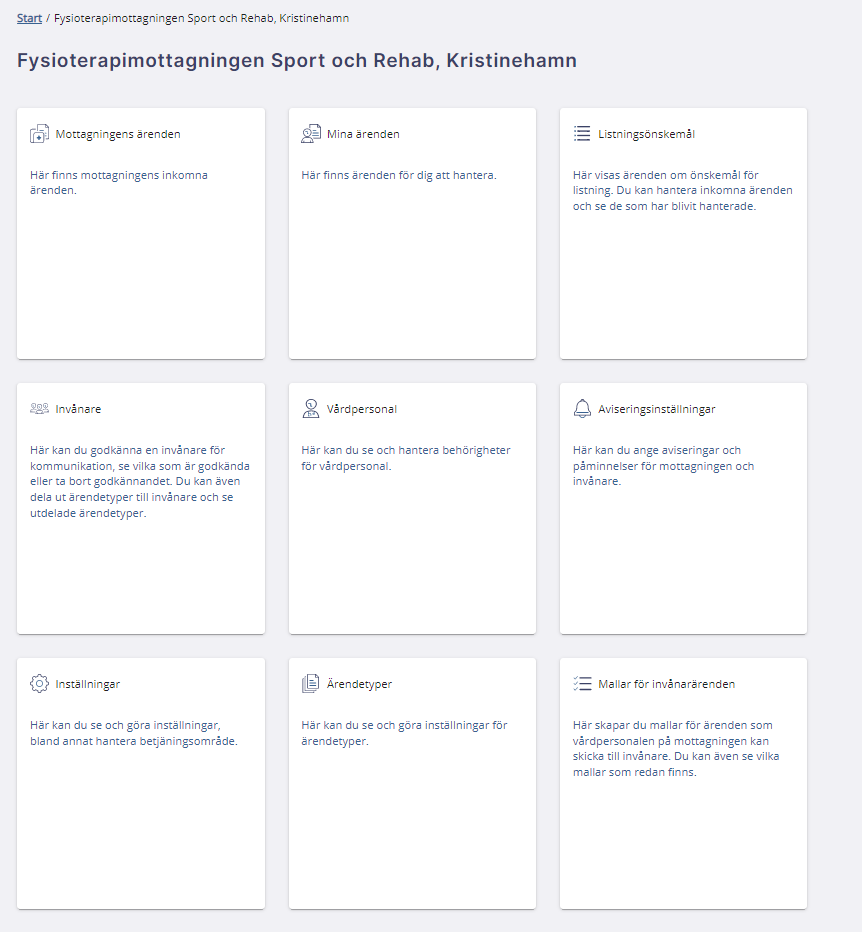 Start / Fysioterapimottagningen Sport och Rehab, Kristinehamn
Fysioterapimottagningen Sport och Rehab, Kristinehamn
Mottagningens ärenden
Här finns mottagningens inkomna
ärenden.
Mina ärenden
Här finns ärenden för dig att hantera.
Listningsönskemål
Här visas ärenden om önskemål för
listning. Du kan hantera inkomna ärenden
och se de som har blivit hanterade.
Invånare
Här kan du godkänna en invånare för
kommunikation, se vilka som är godkända
eller ta bort godkännandet. Du kan även
dela ut ärendetyper till invånare och se
utdelade ärendetyper.
Vårdpersonal
Här kan du se och hantera behörigheter
för vårdpersonal.
Aviseringsinställningar
Här kan du ange aviseringar och
påminnelser för mottagningen och
invånare.
Inställningar
Här kan du se och göra inställningar,
bland annat hantera betjäningsområde.
Ärendetyper
Här kan du se och göra inställningar för
ärendetyper.
Mallar för invånarärenden
Här skapar du mallar för ärenden som
vårdpersonalen på mottagningen kan
skicka till invånare. Du kan även se vilka
mallar som redan finns.